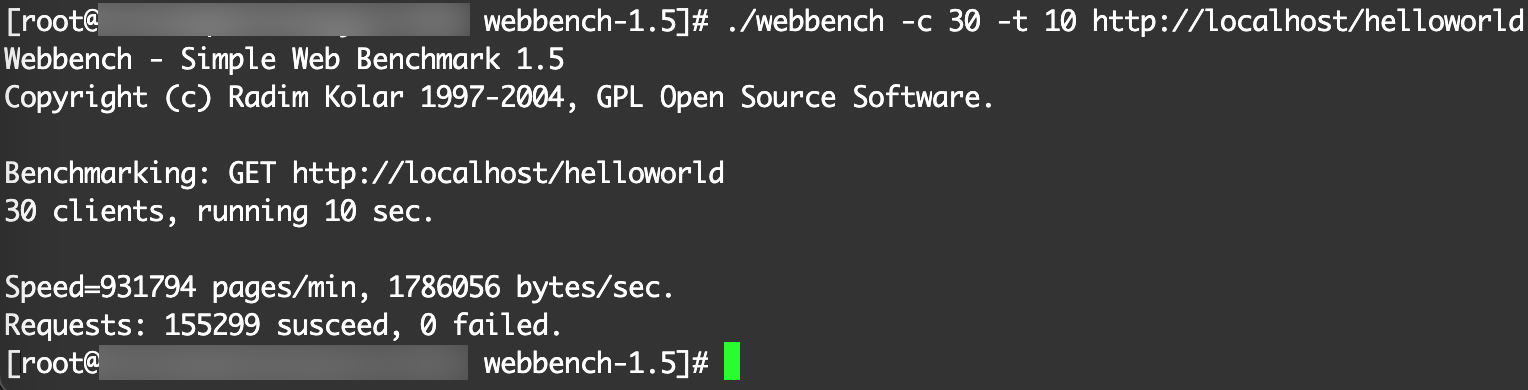 [root@ webbench-1.5]# ./webbench -c 30 -t 10 http://localhost/helloworld
Webbench - Simple Web Benchmark 1.5
Copyright (c) Radim Kolar 1997-2004, GPL Open Source Software.
Benchmarking: GET http://localhost/helloworld
30 clients, running 10 sec.
Speed=931794 pages/min, 1786056 bytes/sec.
Requests: 155299 susceed, 0 failed.
[root@ webbench-1.5]#